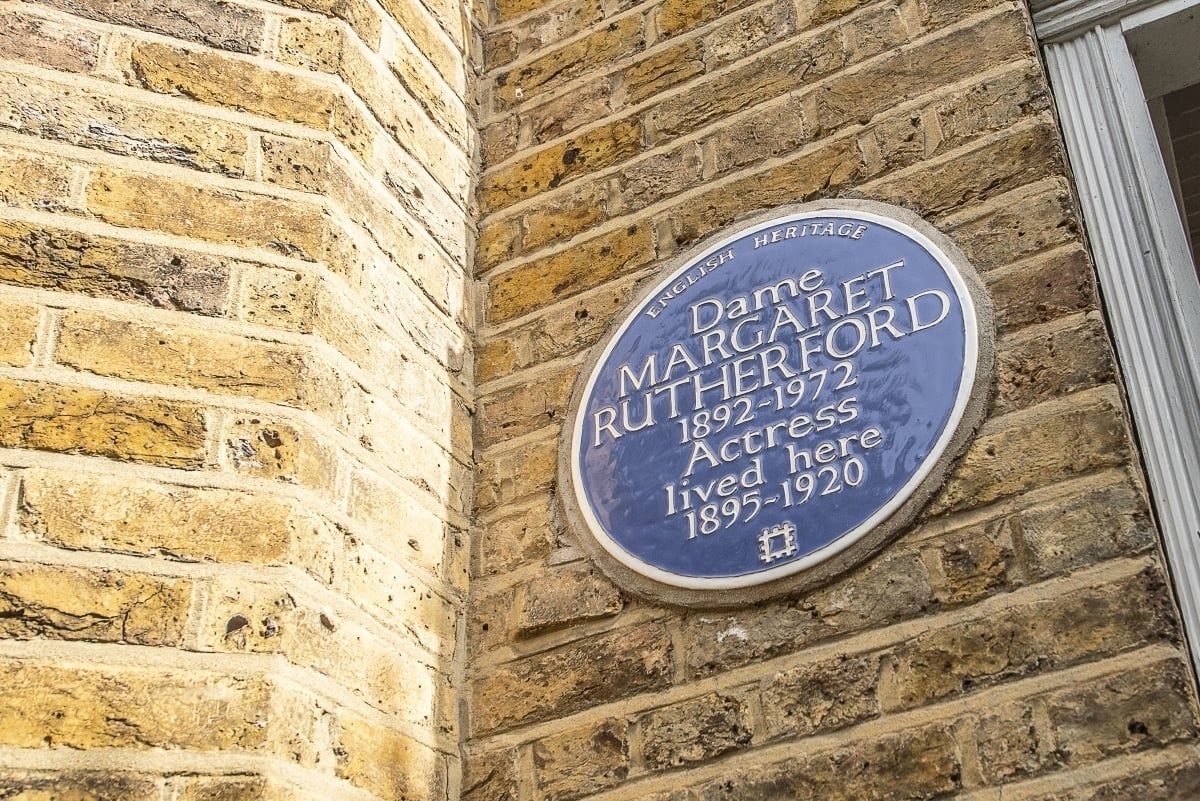 ENGLISH HERITAGE
Dame
MARGARET
RUTHERFORD
1892-1972
Actress
lived here
1895-1920